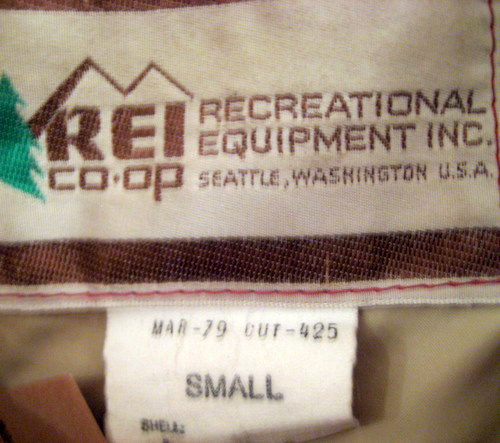 REI
CO·OP
RECREATIONAL
EQUIPMENT INC.
SEATTLE, WASHINGTON U.S.A.
MAR-79 CUT-425
SMALL
SHELL: